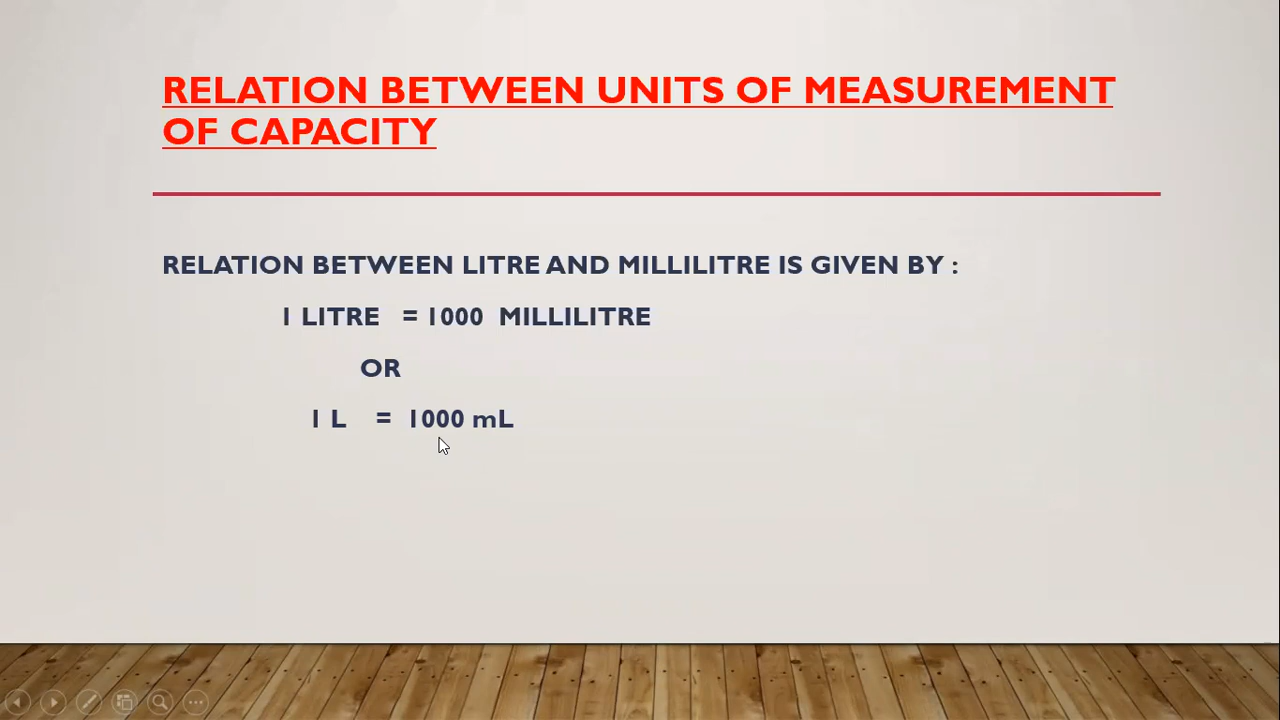 RELATION BETWEEN UNITS OF MEASUREMENT
OF CAPACITY
RELATION BETWEEN LITRE AND MILLILITRE IS GIVEN BY :
1 LITRE = 1000 MILLILITRE
OR
1 L = 1000 mL